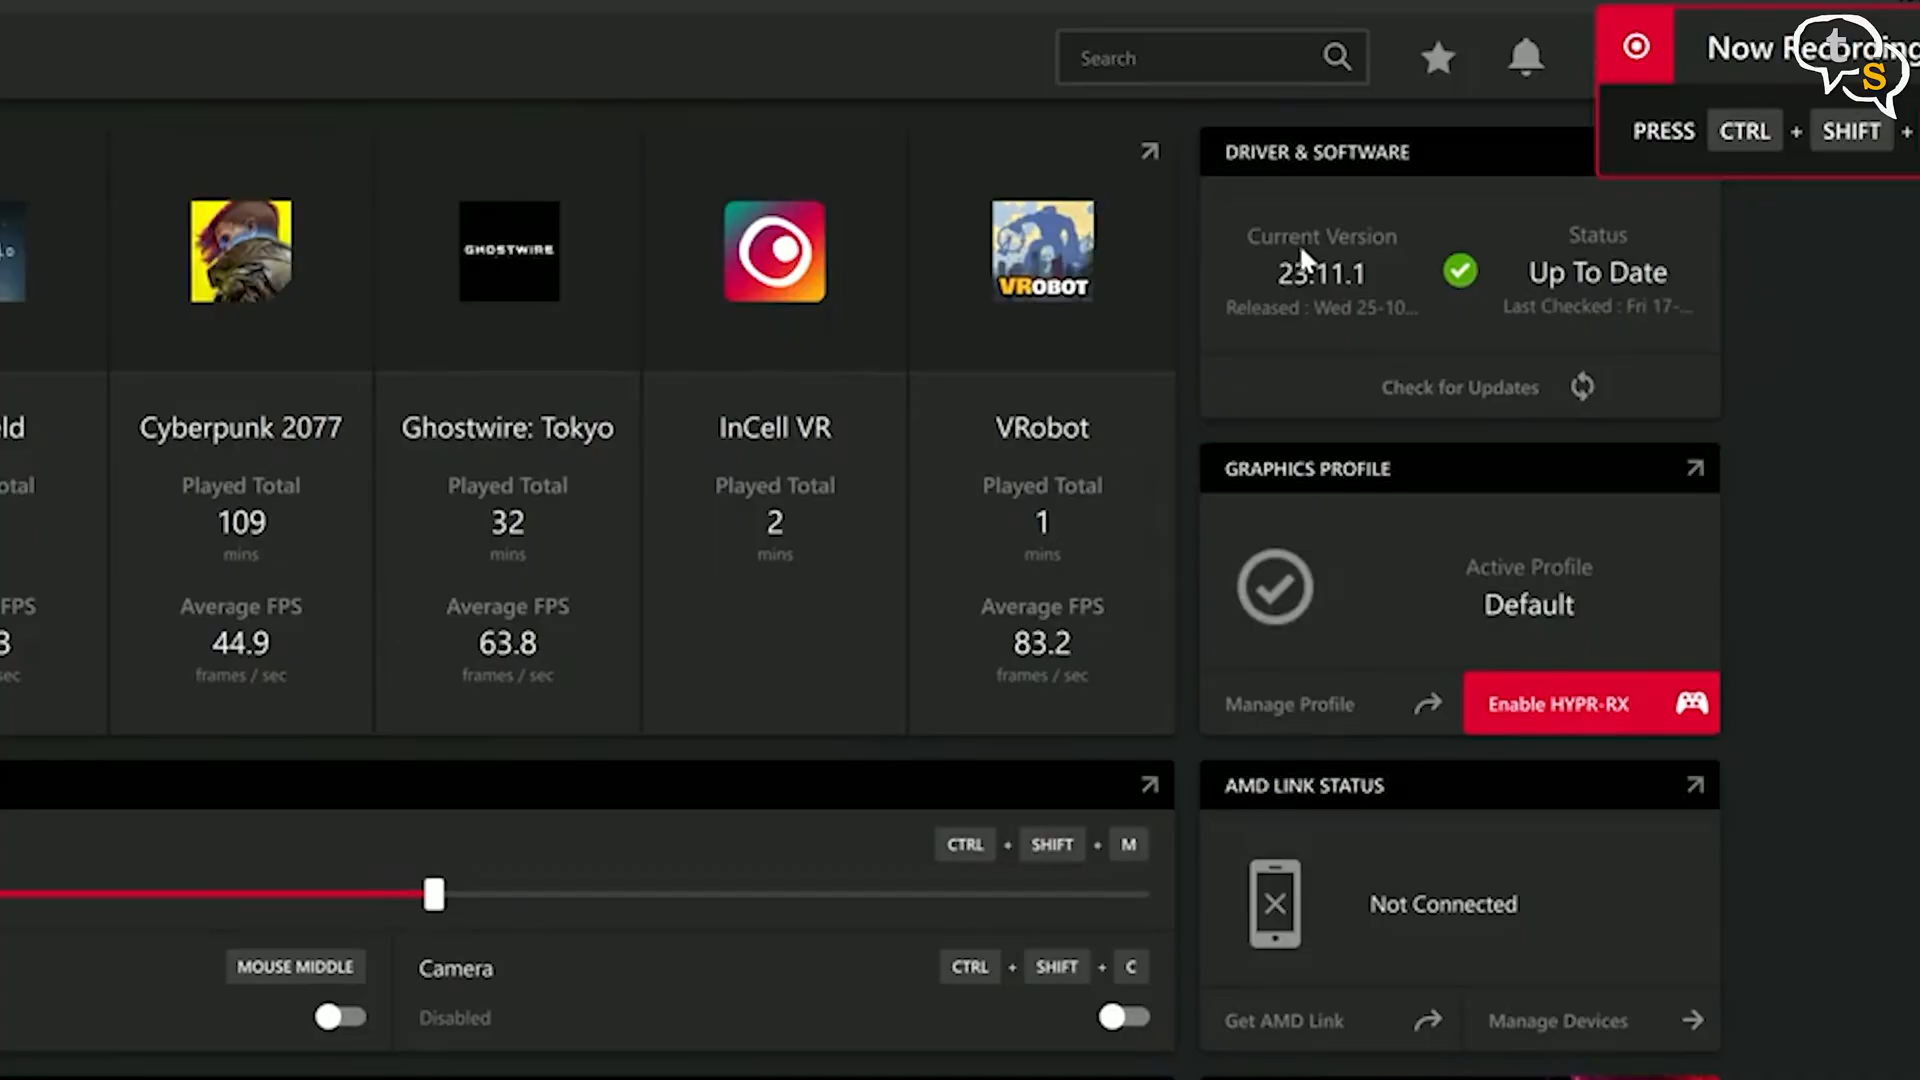 Search
Now Recording
PRESS CTRL + SHIFT +
t
s
GHOSTWIRE
VROBOT
Cyberpunk 2077
Ghostwire: Tokyo
InCell VR
VRobot
Played Total
109
mins
Played Total
32
mins
Played Total
2
mins
Played Total
1
mins
FPS
Average FPS
44.9
frames / sec
Average FPS
63.8
frames / sec
Average FPS
83.2
frames / sec
DRIVER & SOFTWARE
Current Version
23.11.1
Released : Wed 25-10...
Status
Up To Date
Last Checked : Fri 17-...
Check for Updates
GRAPHICS PROFILE
Active Profile
Default
Manage Profile
Enable HYPR-RX
CTRL + SHIFT + M
MOUSE MIDDLE
Camera
CTRL + SHIFT + C
Disabled
AMD LINK STATUS
Not Connected
Get AMD Link
Manage Devices